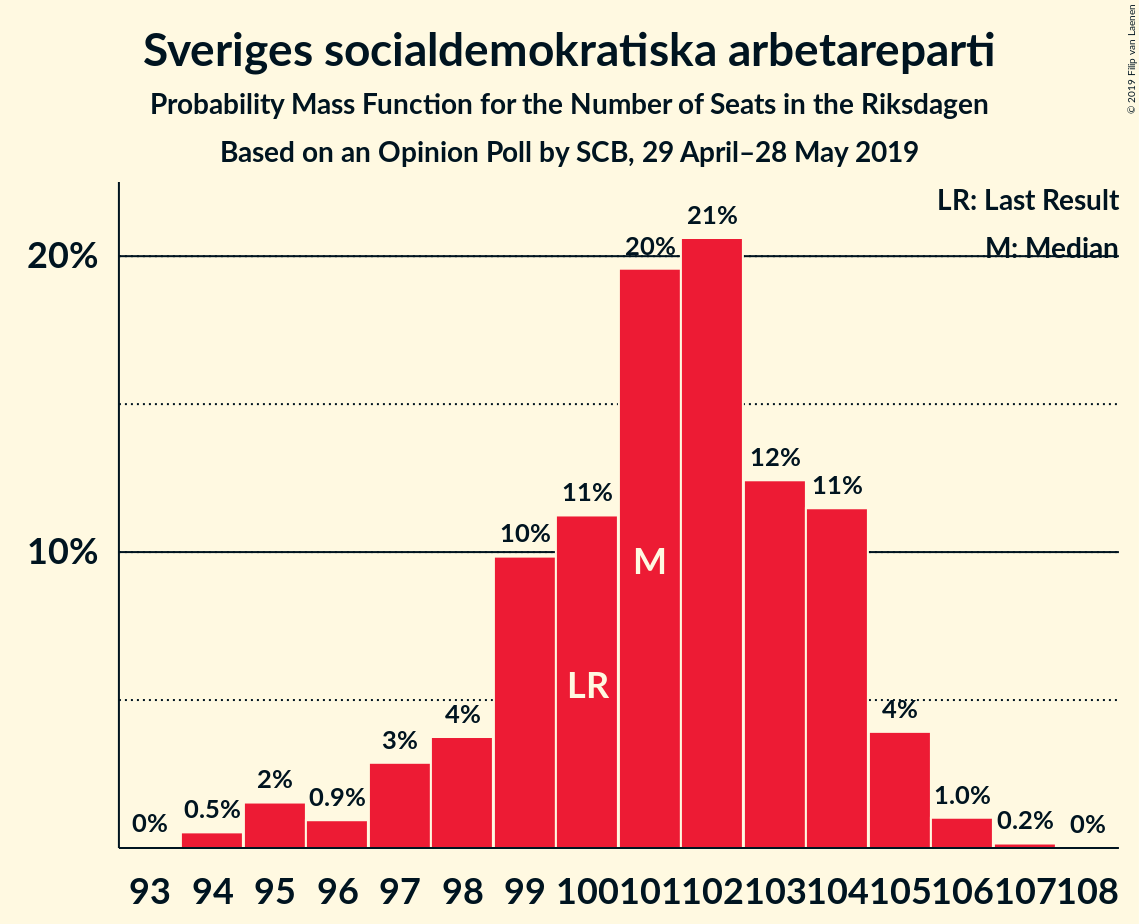 Sveriges socialdemokratiska arbetareparti
Probability Mass Function for the Number of Seats in the Riksdagen
Based on an Opinion Poll by SCB, 29 April–28 May 2019
© 2019 Filip van Laenen
LR: Last Result
M: Median
20%
10%
0%
0.5%
2%
0.9%
3%
4%
10%
11%
20%
21%
12%
11%
4%
1.0%
0.2%
0%
M
LR
93 94 95 96 97 98 99 100 101 102 103 104 105 106 107 108